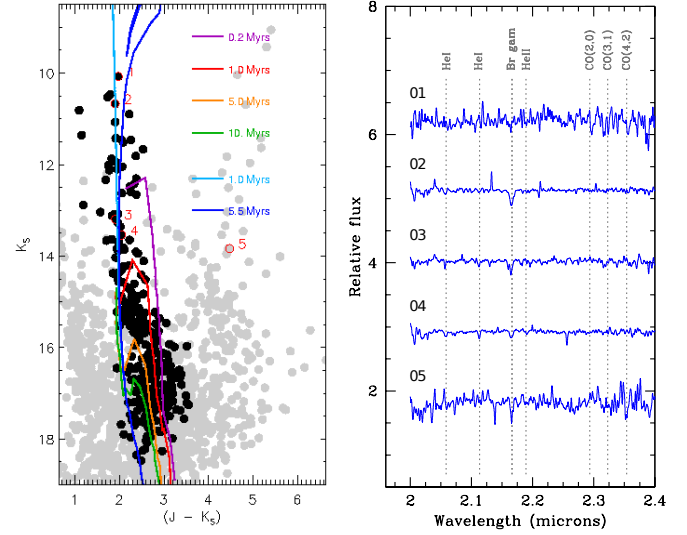 10
12
14
16
18
K_S
1
2
3
4
5
0.2 Myrs
1.0 Myrs
5.0 Myrs
10. Myrs
1.0 Myrs
5.5 Myrs
1 2 3 4 5 6
(J - K_S)
Relative flux
8
6
4
2
HeI
HeI
Br gam
HeII
CO(2.0)
CO(3.1)
CO(4.2)
01
02
03
04
05
2 2.1 2.2 2.3 2.4
Wavelength (microns)